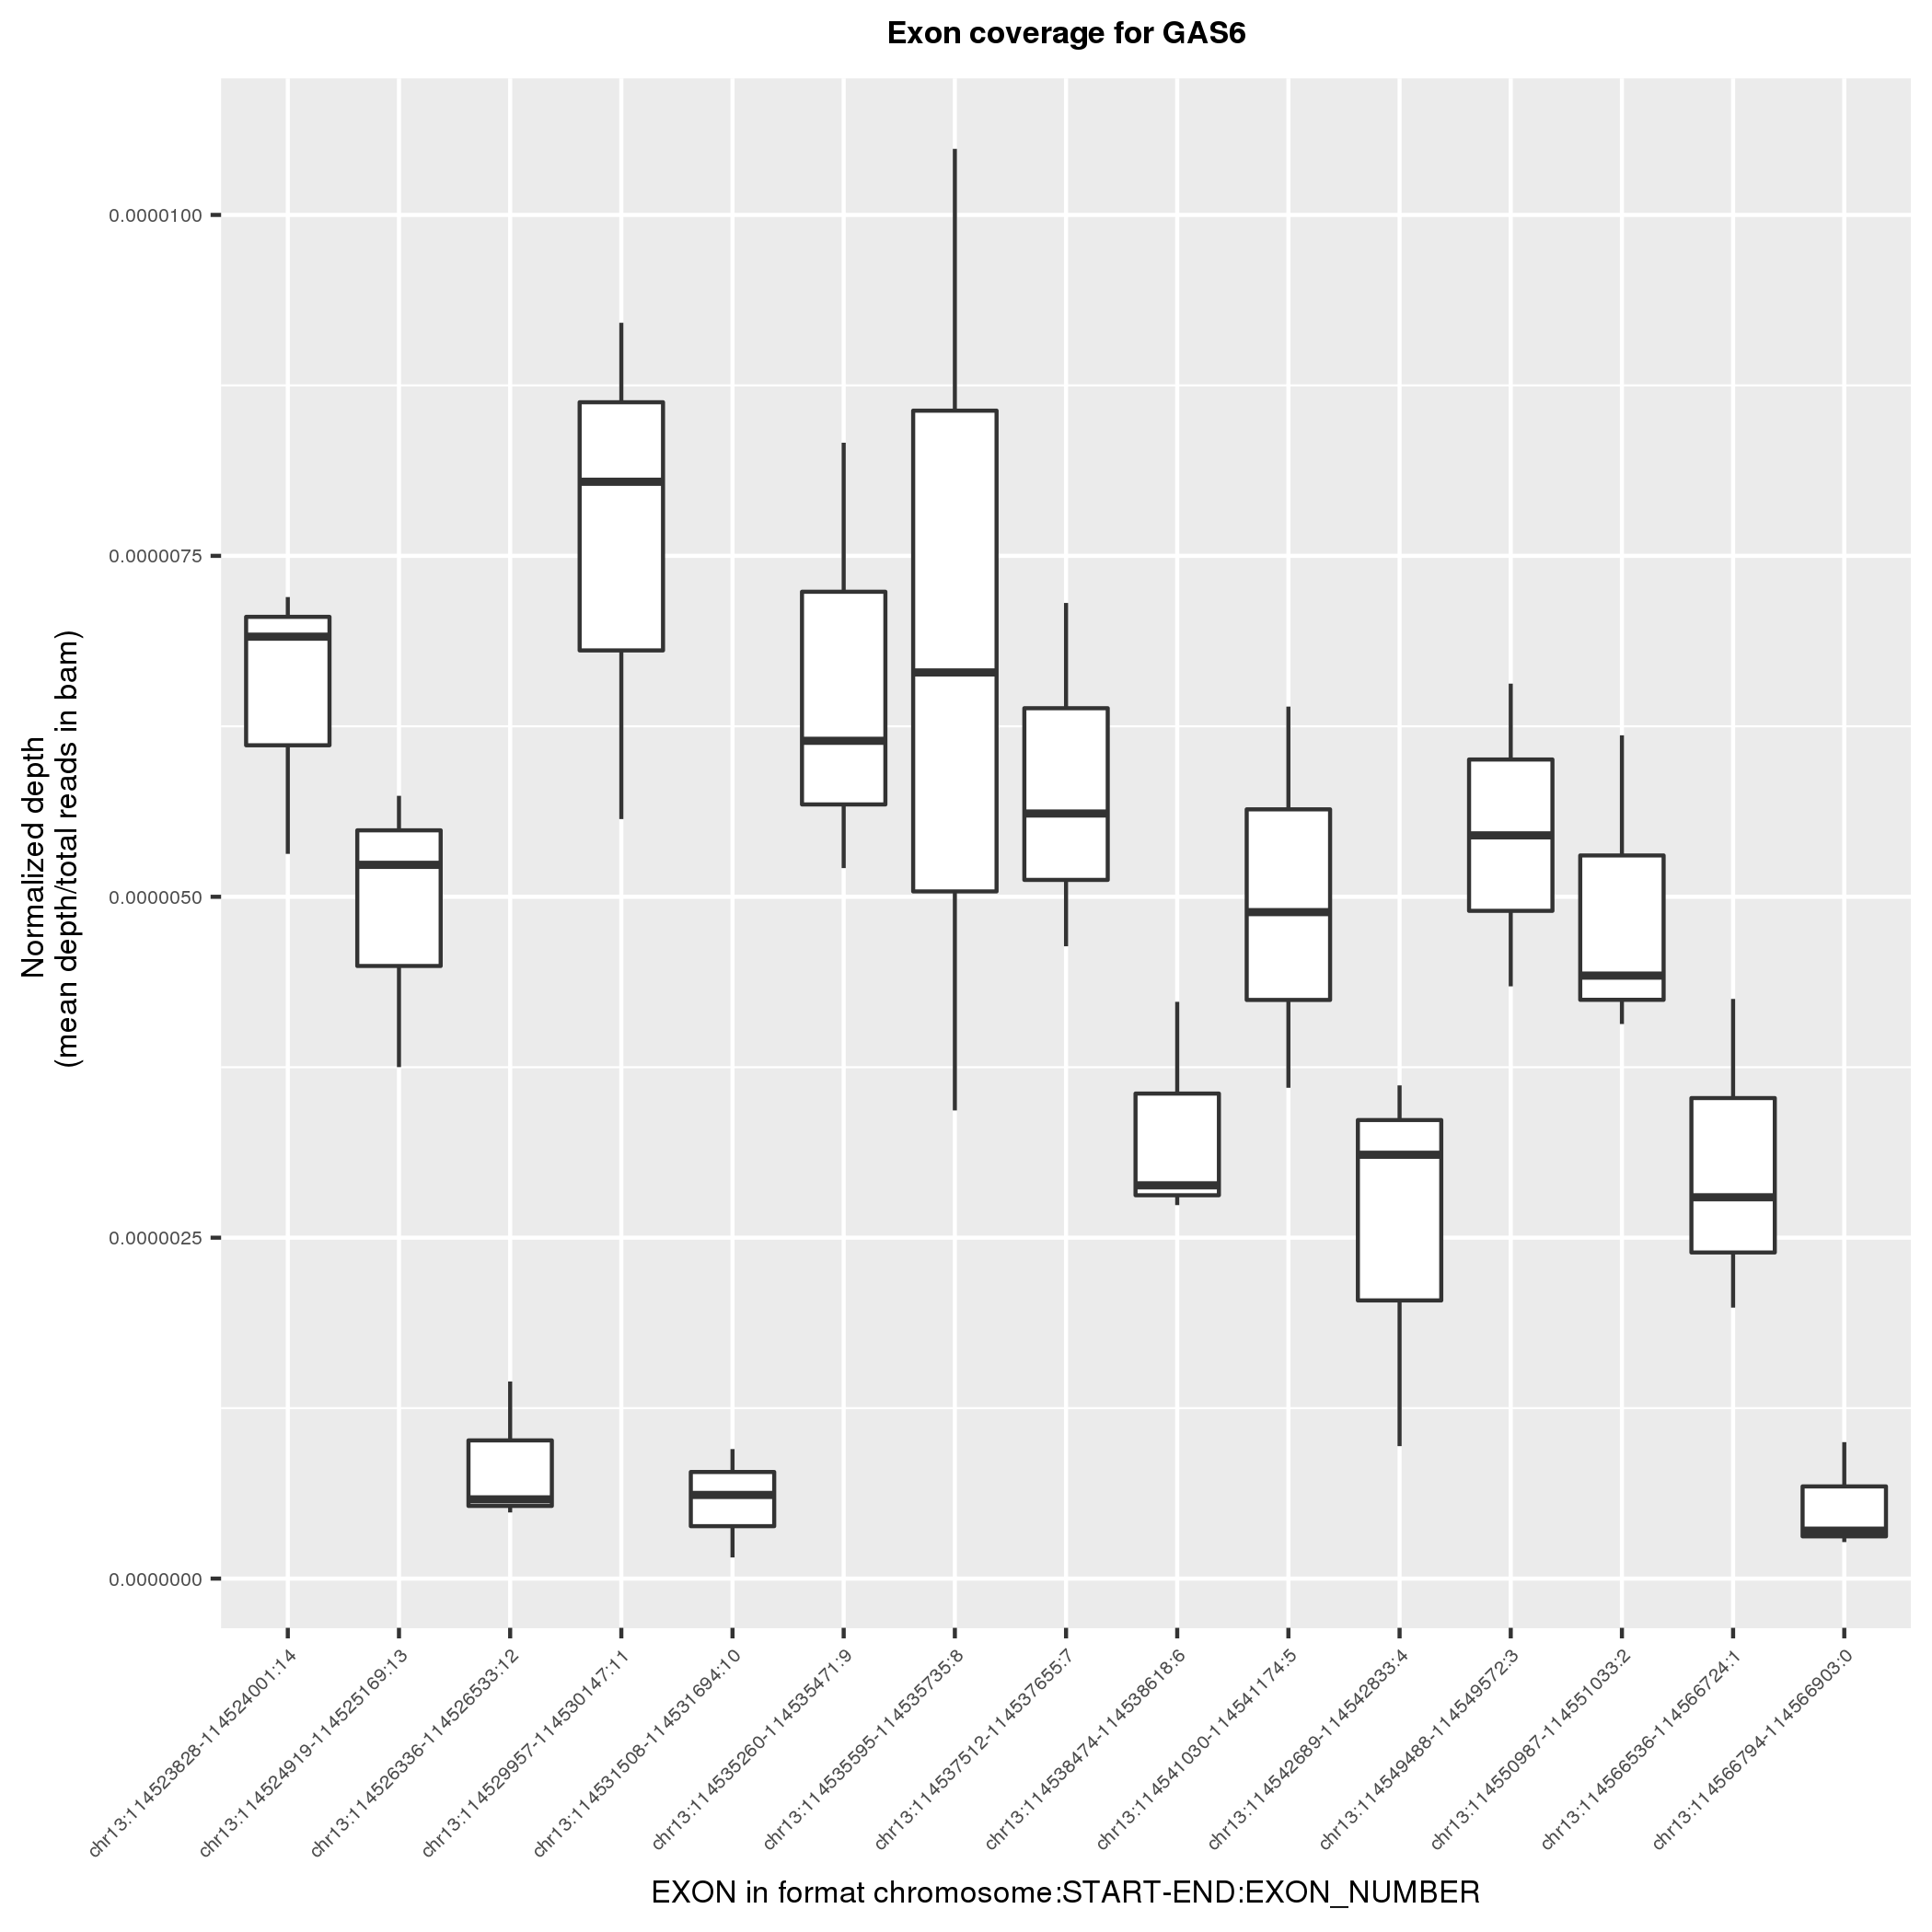 Exon coverage for GAS6
Normalized depth
(mean depth/total reads in bam)
0.0000100
0.0000075
0.0000050
0.0000025
0.0000000
chr13:114523828-114524001:14
chr13:114524919-114525169:13
chr13:114526336-114526533:12
chr13:114529957-114530147:11
chr13:114531508-114531694:10
chr13:114535260-114535471:9
chr13:114535595-114535735:8
chr13:114537512-114537655:7
chr13:114538474-114538618:6
chr13:114541030-114541174:5
chr13:114542689-114542833:4
chr13:114549488-114549572:3
chr13:114550987-114551033:2
chr13:114566536-114566724:1
chr13:114566794-114566903:0
EXON in format chromosome:START-END:EXON_NUMBER